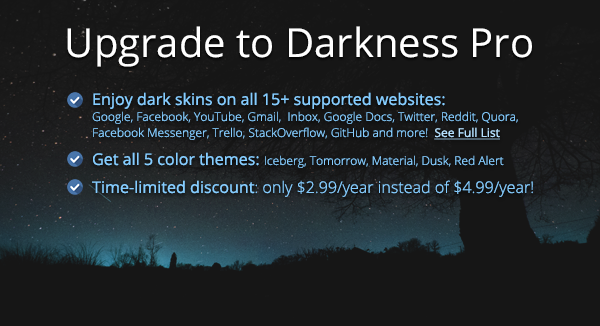 Upgrade to Darkness Pro
Enjoy dark skins on all 15+ supported websites:
Google, Facebook, YouTube, Gmail, Inbox, Google Docs, Twitter, Reddit, Quora,
Facebook Messenger, Trello, StackOverflow, GitHub and more! See Full List
Get all 5 color themes: Iceberg, Tomorrow, Material, Dusk, Red Alert
Time-limited discount: only $2.99/year instead of $4.99/year!